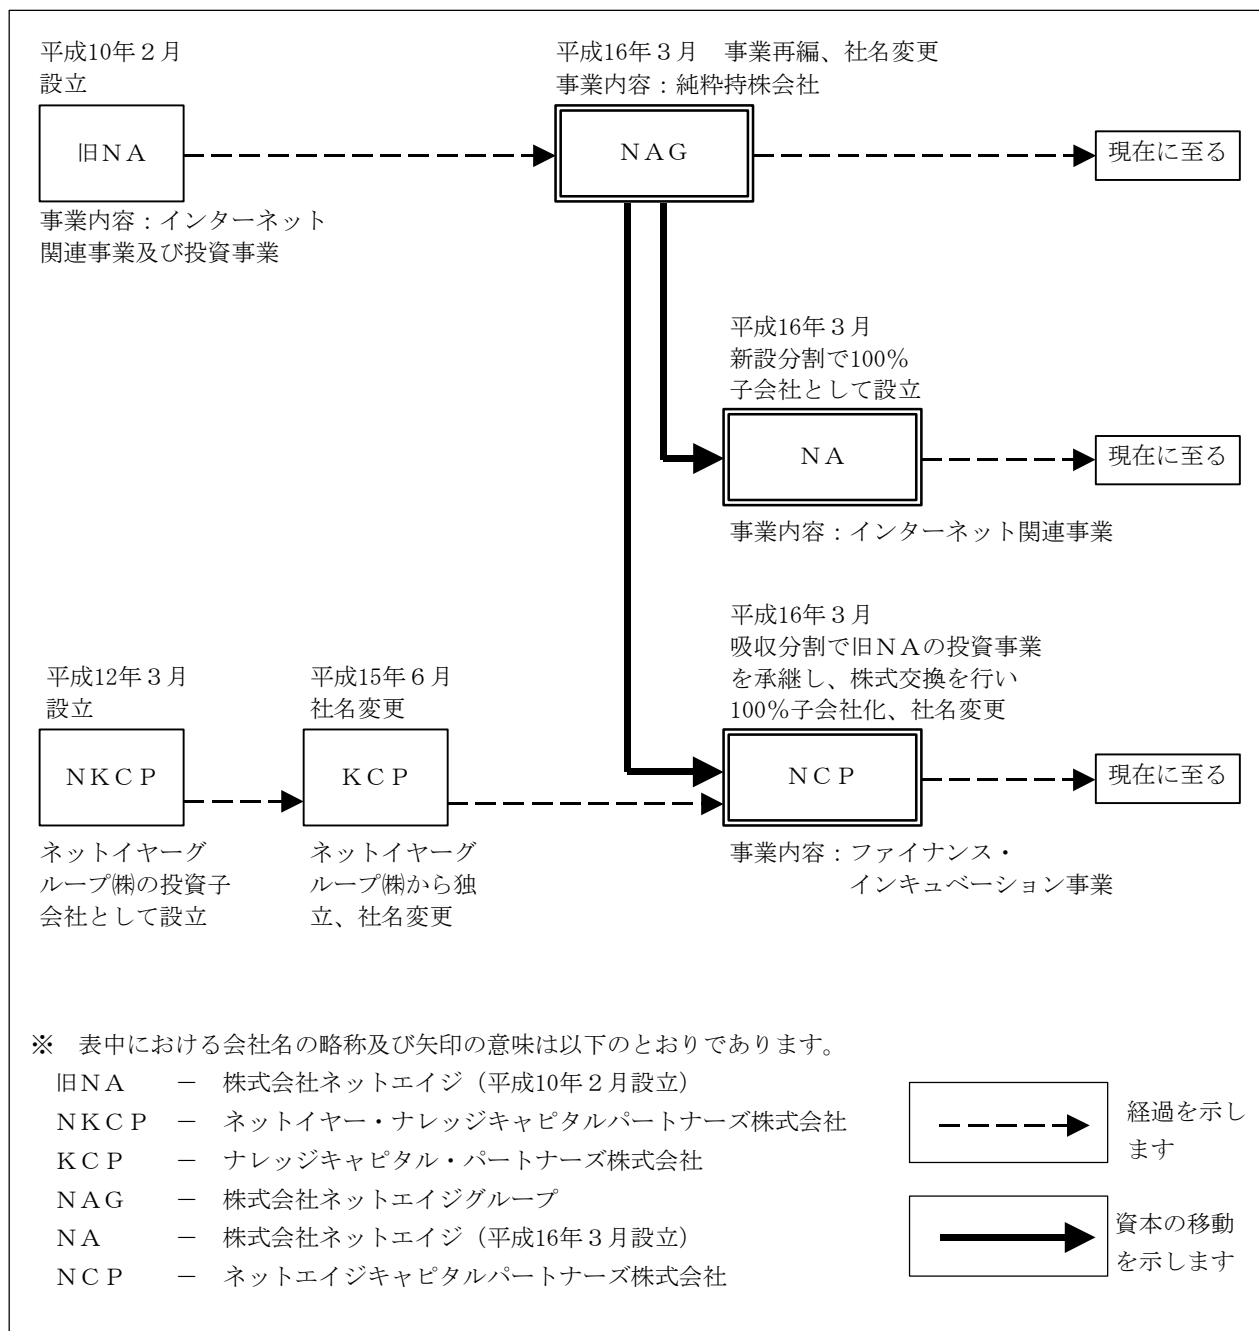 平成10年２月
設立
旧ＮＡ
事業内容：インターネット
関連事業及び投資事業
平成16年３月　事業再編、社名変更
事業内容：純粋持株会社
ＮＡＧ
現在に至る
平成16年３月
新設分割で100％
子会社として設立
ＮＡ
現在に至る
事業内容：インターネット関連事業
平成12年３月
設立
ＮＫＣＰ
ネットイヤーグ
ループ㈱の投資子
会社として設立
平成15年６月
社名変更
ＫＣＰ
ネットイヤーグ
ループ㈱から独
立、社名変更
平成16年３月
吸収分割で旧ＮＡの投資事業
を承継し、株式交換を行い
100％子会社化、社名変更
ＮＣＰ
現在に至る
事業内容：ファイナンス・
インキュベーション事業
※　表中における会社名の略称及び矢印の意味は以下のとおりであります。
旧ＮＡ　－　株式会社ネットエイジ（平成10年２月設立）
ＮＫＣＰ　－　ネットイヤー・ナレッジキャピタルパートナーズ株式会社
ＫＣＰ　－　ナレッジキャピタル・パートナーズ株式会社
ＮＡＧ　－　株式会社ネットエイジグループ
ＮＡ　－　株式会社ネットエイジ（平成16年３月設立）
ＮＣＰ　－　ネットエイジキャピタルパートナーズ株式会社
経過を示し
ます
資本の移動
を示します